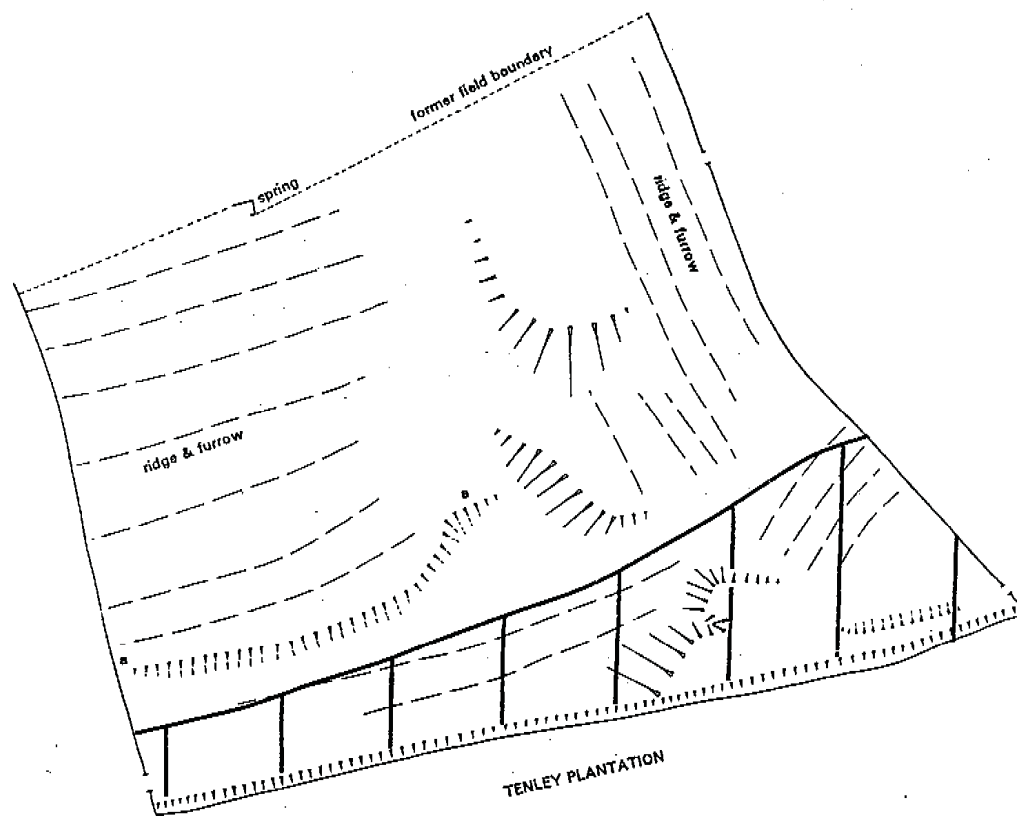 former field boundary
spring
ridge & furrow
ridge & furrow
a
a
TENLEY PLANTATION